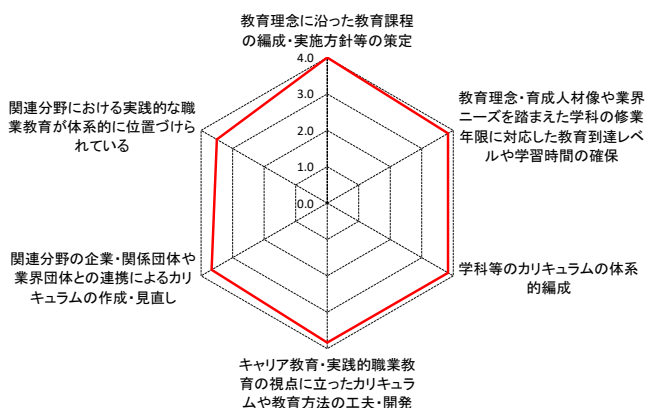 教育理念に沿った教育課程
の編成・実施方針等の策定
4.0
3.0
2.0
1.0
0.0
教育理念・育成人材像や業界
ニーズを踏まえた学科の修業
年限に対応した教育到達レベ
ルや学習時間の確保
学科等のカリキュラムの体系
的編成
キャリア教育・実践的職業教
育の視点に立ったカリキュラ
ムや教育方法の工夫・開発
関連分野の企業・関係団体や
業界団体との連携によるカリ
キュラムの作成・見直し
関連分野における実践的な職
業教育が体系的に位置づけら
れている